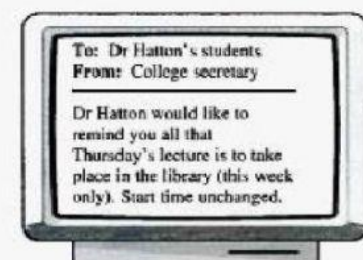 To: Dr Hatton's students
From: College secretary
Dr Hatton would like to
remind you all that
Thursday's lecture is to take
place in the library (this week
only). Start time unchanged.